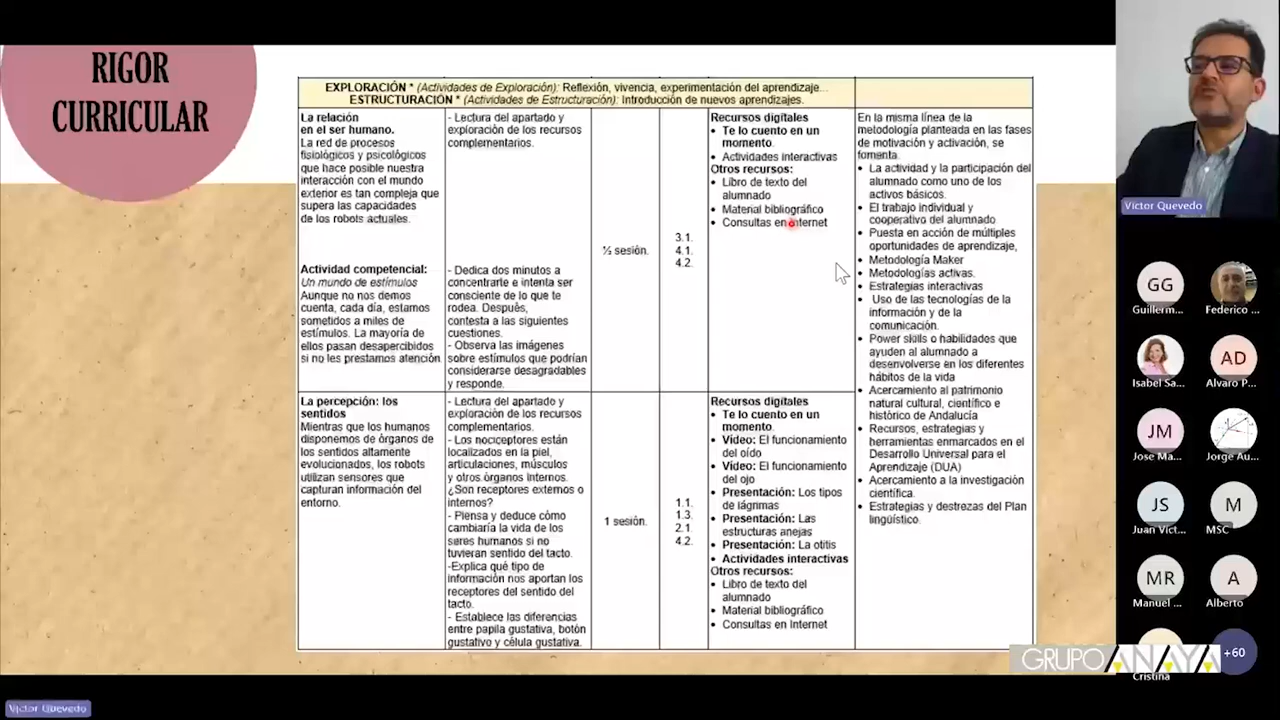 RIGOR
CURRICULAR
EXPLORACIÓN * (Actividades de Exploración): Reflexión, vivencia, experimentación del aprendizaje...
ESTRUCTURACIÓN * (Actividades de Estructuración): Introducción de nuevos aprendizajes.
La relación
en el ser humano.
La red de procesos
fisiológicos y psicológicos
que hace posible nuestra
interacción con el mundo
exterior es tan compleja que
supera las capacidades
de los robots actuales.
Actividad competencial:
Un mundo de estímulos
Aunque no nos demos
cuenta, cada día, estamos
sometidos a miles de
estímulos. La mayoría de
ellos pasan desapercibidos
si no les prestamos atención.
- Lectura del apartado y
exploración de los recursos
complementarios.
- Dedica dos minutos a
concentrarte e intenta ser
consciente de lo que te
rodea. Después,
contesta a las siguientes
cuestiones.
- Observa las imágenes
sobre estímulos que podrían
considerarse desagradables
y responde.
½ sesión.
3.1.
4.1.
4.2.
Recursos digitales
• Te lo cuento en un
momento.
• Actividades interactivas
Otros recursos:
• Libro de texto del
alumnado
• Material bibliográfico
• Consultas en Internet
En la misma línea de la
metodología planteada en las fases
de motivación y activación, se
fomenta.
• La actividad y la participación del
alumnado como uno de los
activos básicos.
• El trabajo individual y
cooperativo del alumnado
• Puesta en acción de múltiples
oportunidades de aprendizaje,
• Metodología Maker
• Metodologías activas.
• Estrategias interactivas
• Uso de las tecnologías de la
información y de la
comunicación.
• Power skills o habilidades que
ayuden al alumnado a
desenvolverse en los diferentes
hábitos de la vida
• Acercamiento al patrimonio
natural cultural, científico e
histórico de Andalucía
• Recursos, estrategias y
herramientas enmarcados en el
Desarrollo Universal para el
Aprendizaje (DUA)
• Acercamiento a la investigación
científica.
• Estrategias y destrezas del Plan
lingüístico.
La percepción: los
sentidos
Mientras que los humanos
disponemos de órganos de
los sentidos altamente
evolucionados, los robots
utilizan sensores que
capturan información del
entorno.
- Lectura del apartado y
exploración de los recursos
complementarios.
- Los nociceptores están
localizados en la piel,
articulaciones, músculos
y otros órganos internos.
¿Son receptores externos o
internos?
- Piensa y deduce cómo
cambiaría la vida de los
seres humanos si no
tuvieran sentido del tacto.
-Explica qué tipo de
información nos aportan los
receptores del sentido del
tacto.
- Establece las diferencias
entre papila gustativa, botón
gustativo y célula gustativa.
1 sesión.
1.1.
1.3.
2.1.
4.2.
Recursos digitales
• Te lo cuento en un
momento.
• Vídeo: El funcionamiento
del oído
• Vídeo: El funcionamiento
del ojo
• Presentación: Los tipos
de lágrimas
• Presentación: Las
estructuras anejas
• Presentación: La otitis
• Actividades interactivas
Otros recursos:
• Libro de texto del
alumnado
• Material bibliográfico
• Consultas en Internet
GRUPO ANAYA
Víctor Quevedo
GG
Guillerm...
Federico ...
Isabel Sa...
AD
Alvaro P...
JM
Jose Ma...
Jorge Au...
JS
Juan Víct...
M
MSC
MR
Manuel ...
A
Alberto
Cristina
+60
Víctor Quevedo